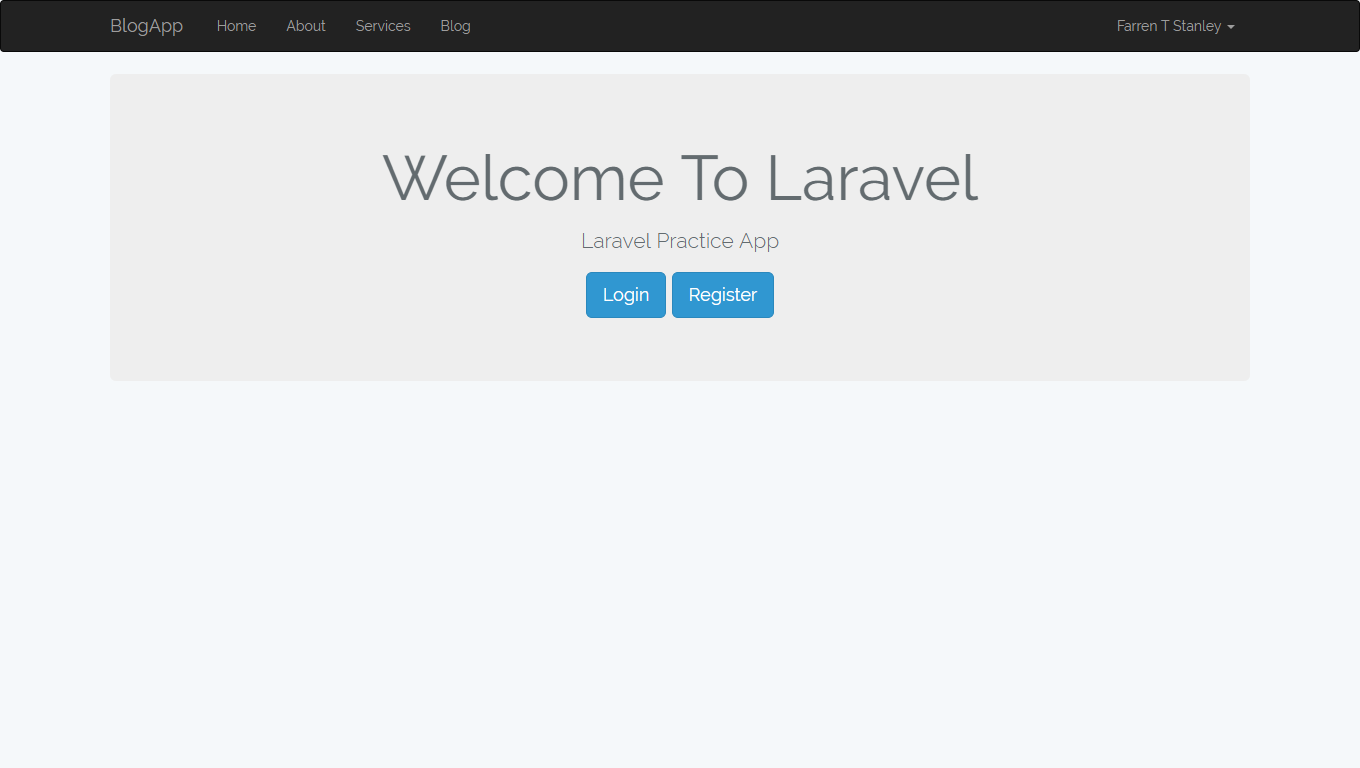 BlogApp Home About Services Blog Farren T Stanley
Welcome To Laravel
Laravel Practice App
Login Register